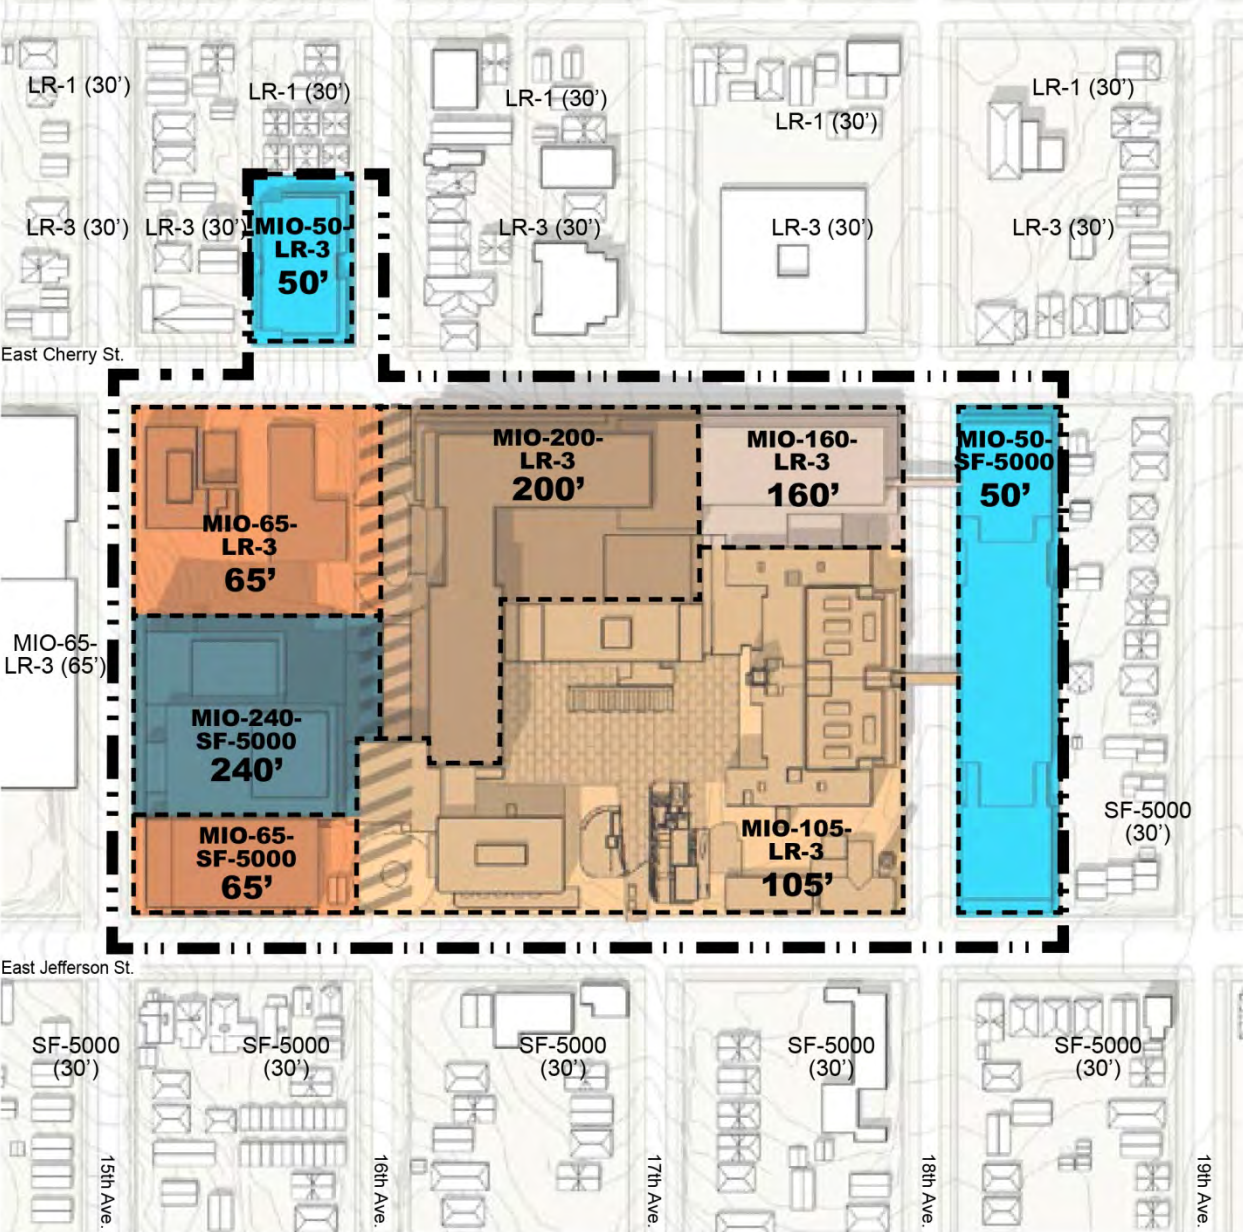 LR-1 (30')
LR-1 (30')
LR-1 (30')
LR-1 (30')
LR-1 (30')
LR-3 (30')
LR-3 (30')
MIO-50-
LR-3
50'
LR-3 (30')
LR-3 (30')
LR-3 (30')
East Cherry St.
MIO-65-
LR-3
65'
MIO-200-
LR-3
200'
MIO-160-
LR-3
160'
MIO-50-
SF-5000
50'
MIO-65-
LR-3 (65')
MIO-240-
SF-5000
240'
MIO-65-
SF-5000
65'
MIO-105-
LR-3
105'
SF-5000
(30')
East Jefferson St.
SF-5000
(30')
SF-5000
(30')
SF-5000
(30')
SF-5000
(30')
SF-5000
(30')
15th Ave.
16th Ave.
17th Ave.
18th Ave.
19th Ave.